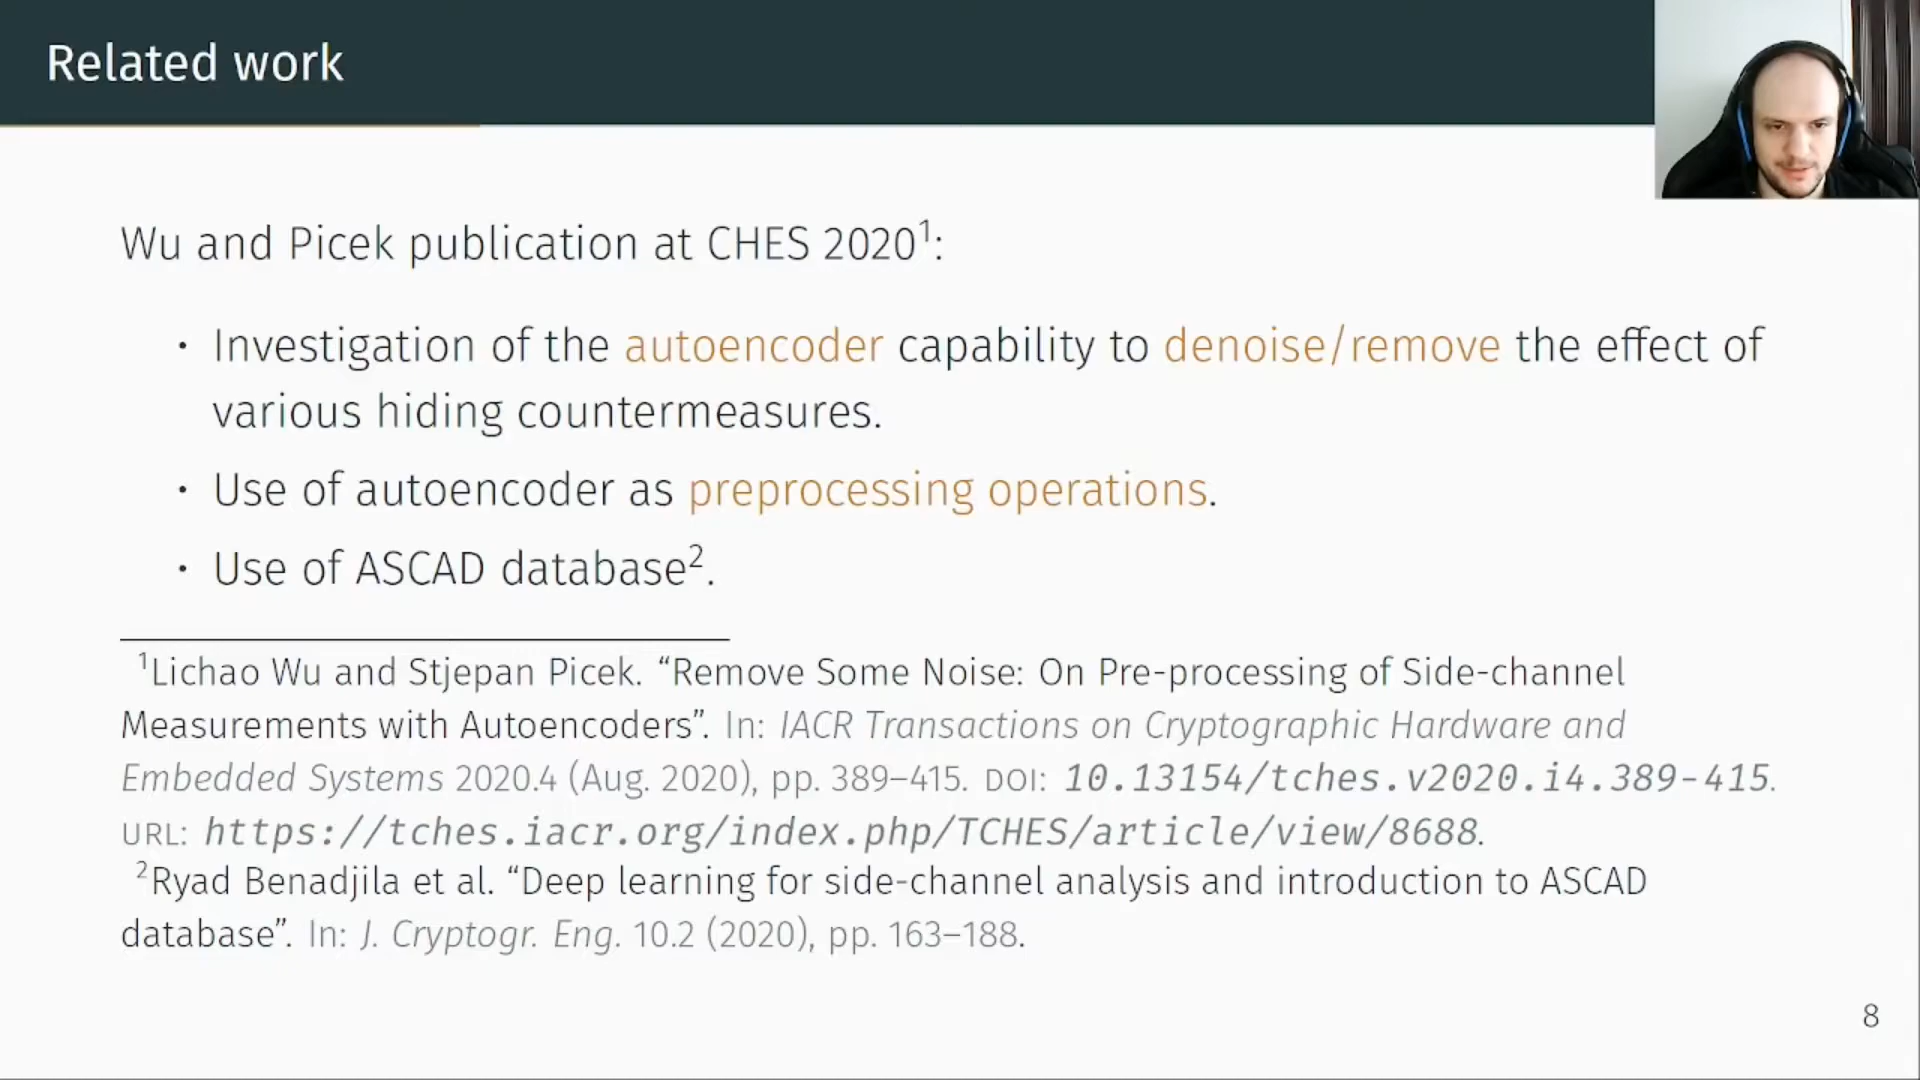 Related work
Wu and Picek publication at CHES 2020¹:
• Investigation of the autoencoder capability to denoise/remove the effect of
various hiding countermeasures.
• Use of autoencoder as preprocessing operations.
• Use of ASCAD database².
¹Lichao Wu and Stjepan Picek. “Remove Some Noise: On Pre-processing of Side-channel
Measurements with Autoencoders”. In: IACR Transactions on Cryptographic Hardware and
Embedded Systems 2020.4 (Aug. 2020), pp. 389–415. DOI: 10.13154/tches.v2020.i4.389-415.
URL: https://tches.iacr.org/index.php/TCHES/article/view/8688.
²Ryad Benadjila et al. “Deep learning for side-channel analysis and introduction to ASCAD
database”. In: J. Cryptogr. Eng. 10.2 (2020), pp. 163–188.
8